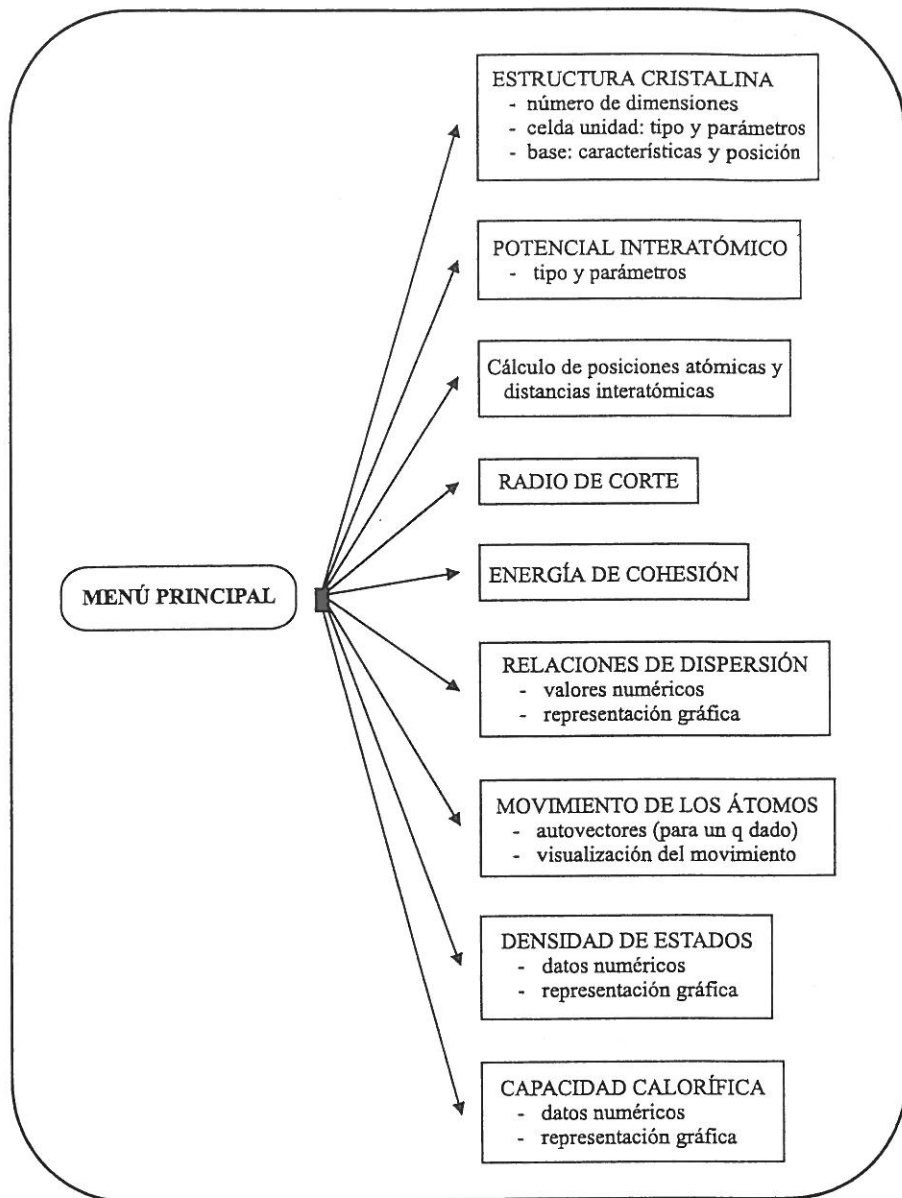 ESTRUCTURA CRISTALINA
- número de dimensiones
- celda unidad: tipo y parámetros
- base: características y posición
POTENCIAL INTERATÓMICO
- tipo y parámetros
Cálculo de posiciones atómicas y
distancias interatómicas
RADIO DE CORTE
ENERGÍA DE COHESIÓN
MENÚ PRINCIPAL
RELACIONES DE DISPERSIÓN
- valores numéricos
- representación gráfica
MOVIMIENTO DE LOS ÁTOMOS
- autovectores (para un q dado)
- visualización del movimiento
DENSIDAD DE ESTADOS
- datos numéricos
- representación gráfica
CAPACIDAD CALORÍFICA
- datos numéricos
- representación gráfica